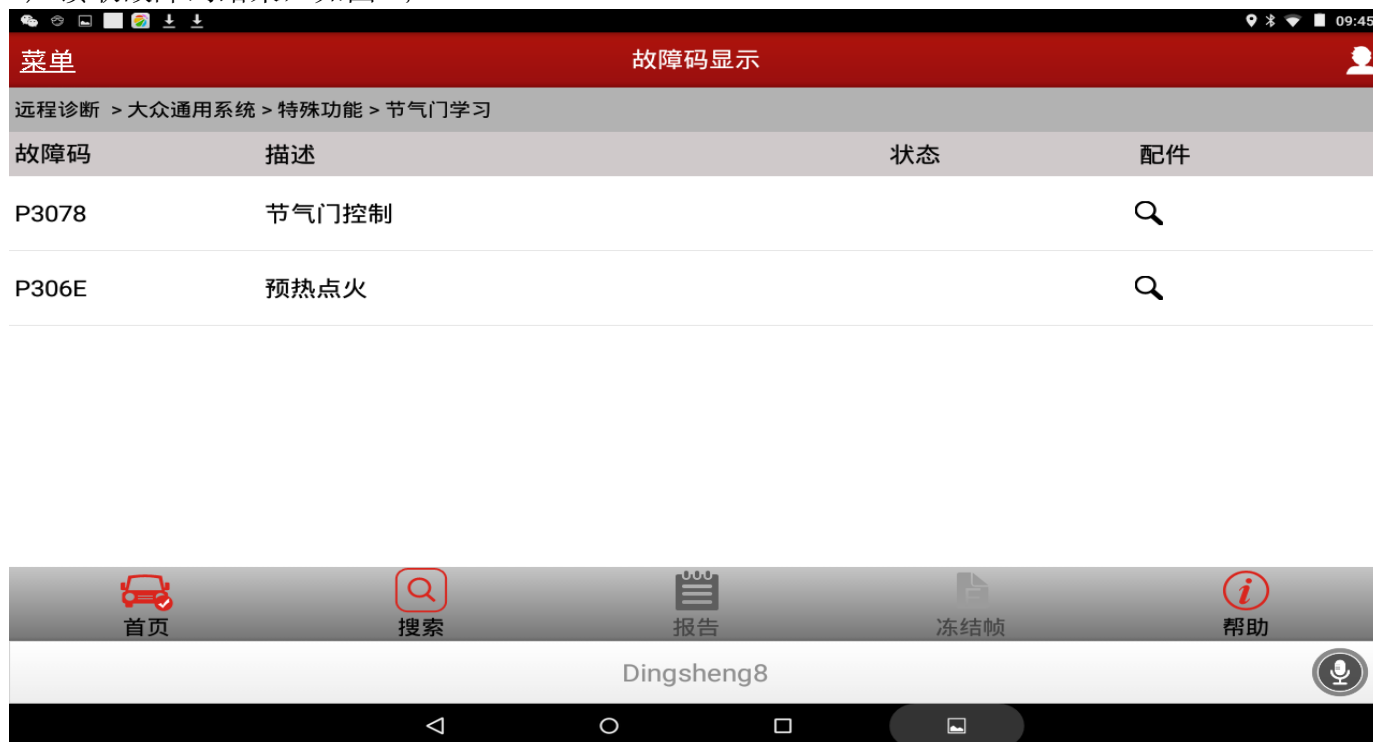 09:45
菜单
故障码显示
远程诊断 > 大众通用系统 > 特殊功能 > 节气门学习
故障码 描述 状态 配件
P3078 节气门控制
P306E 预热点火
首页 搜索 报告 冻结帧 帮助
Dingsheng8